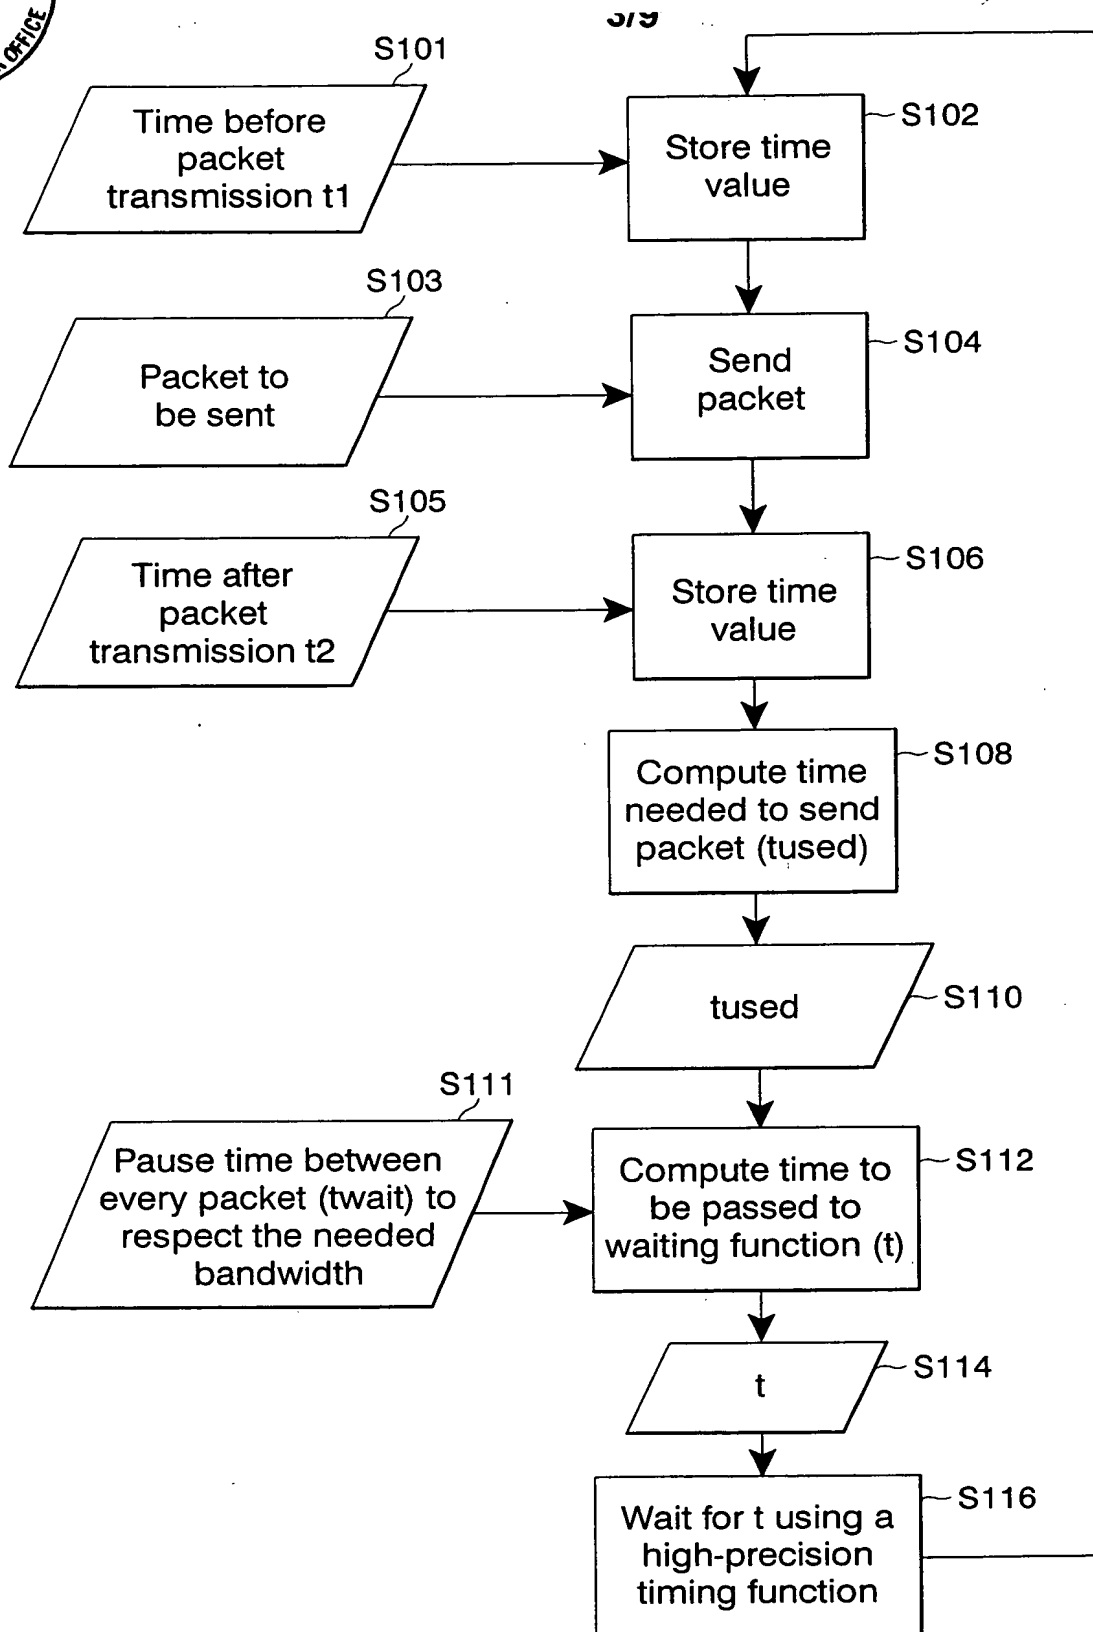 OFFICE
3/9
S101
Time before
packet
transmission t1
S102
Store time
value
S103
Packet to
be sent
S104
Send
packet
S105
Time after
packet
transmission t2
S106
Store time
value
S108
Compute time
needed to send
packet (tused)
tused
S110
S111
Pause time between
every packet (twait) to
respect the needed
bandwidth
S112
Compute time to
be passed to
waiting function (t)
t
S114
S116
Wait for t using a
high-precision
timing function